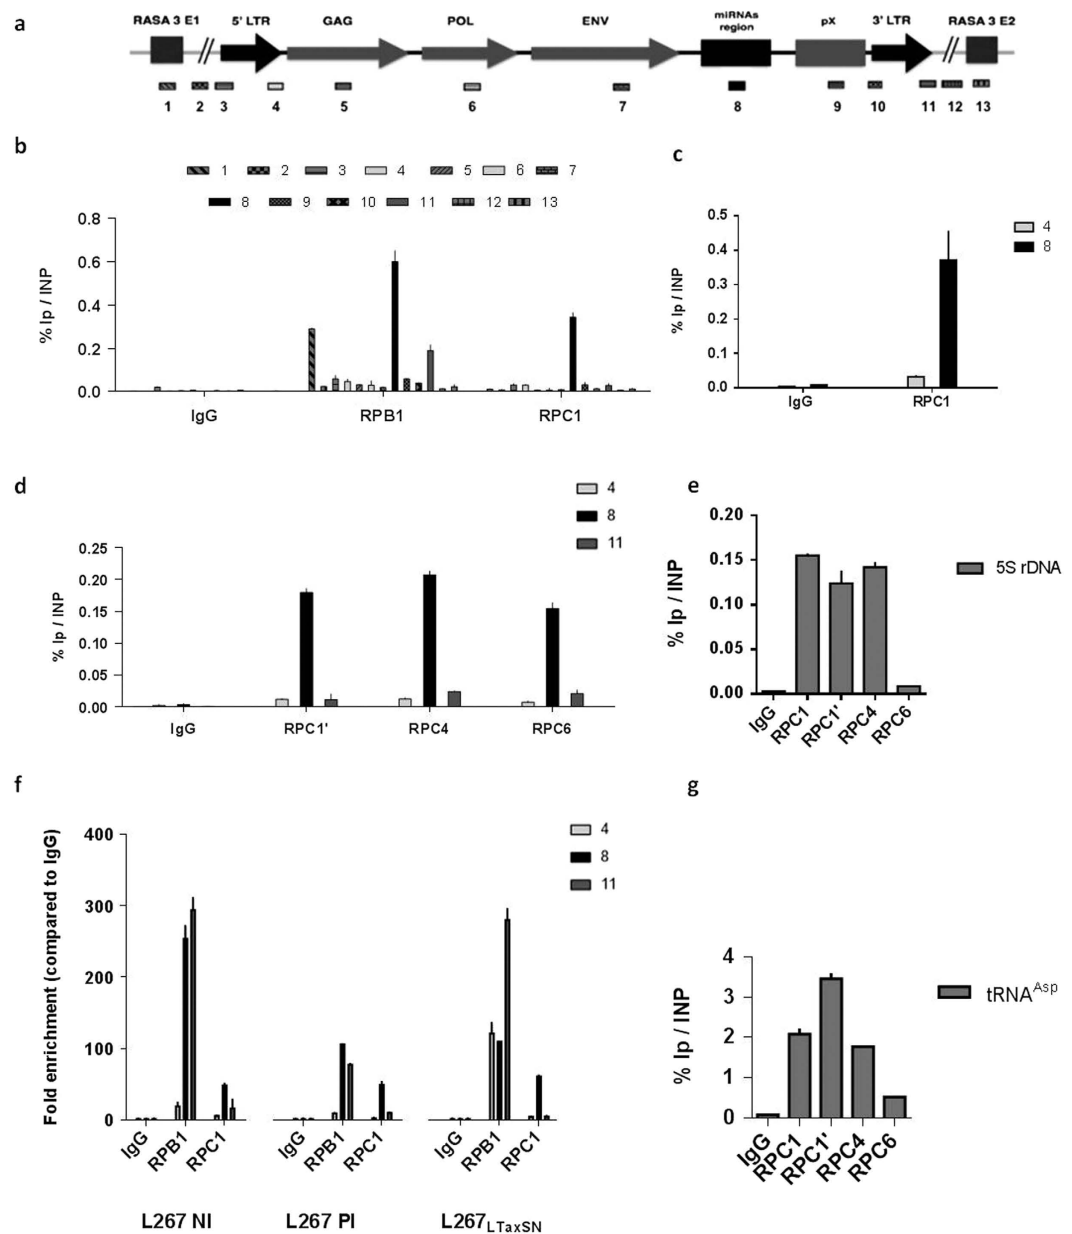 a
RASA 3 E1 5' LTR GAG POL ENV miRNAs region pX 3' LTR RASA 3 E2
1 2 3 4 5 6 7 8 9 10 11 12 13
b
1 2 3 4 5 6 7
8 9 10 11 12 13
% Ip / INP
0.8
0.6
0.4
0.2
0.0
IgG RPB1 RPC1
c
4
8
% Ip / INP
0.5
0.4
0.3
0.2
0.1
0.0
IgG RPC1
d
4
8
11
% Ip / INP
0.25
0.20
0.15
0.10
0.05
0.00
IgG RPC1' RPC4 RPC6
e
5S rDNA
% Ip / INP
0.20
0.15
0.10
0.05
0.00
IgG RPC1 RPC1' RPC4 RPC6
f
4
8
11
Fold enrichment (compared to IgG)
400
300
200
100
0
IgG RPB1 RPC1 IgG RPB1 RPC1 IgG RPB1 RPC1
L267 NI L267 PI L267LTaxSN
g
tRNAAsp
% Ip / INP
4
3
2
1
0
IgG RPC1 RPC1' RPC4 RPC6